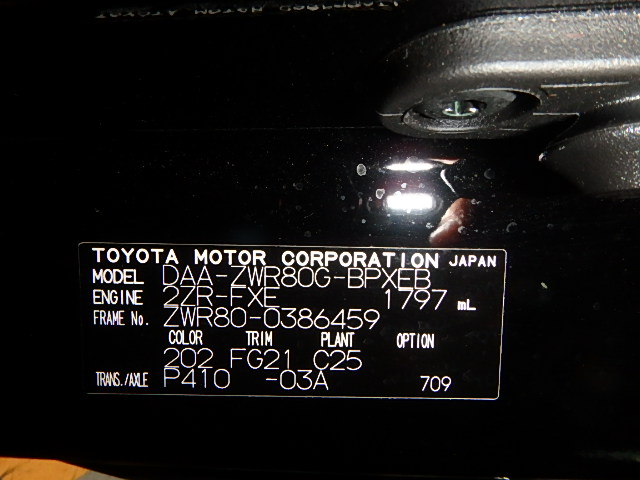 TOYOTA MOTOR CORPORATION JAPAN
MODEL DAA-ZWR80G-BPXEB
ENGINE 2ZR-FXE 1797 mL
FRAME No. ZWR80-0386459
COLOR TRIM PLANT OPTION
202 FG21 C25
TRANS./AXLE P410 -03A 709